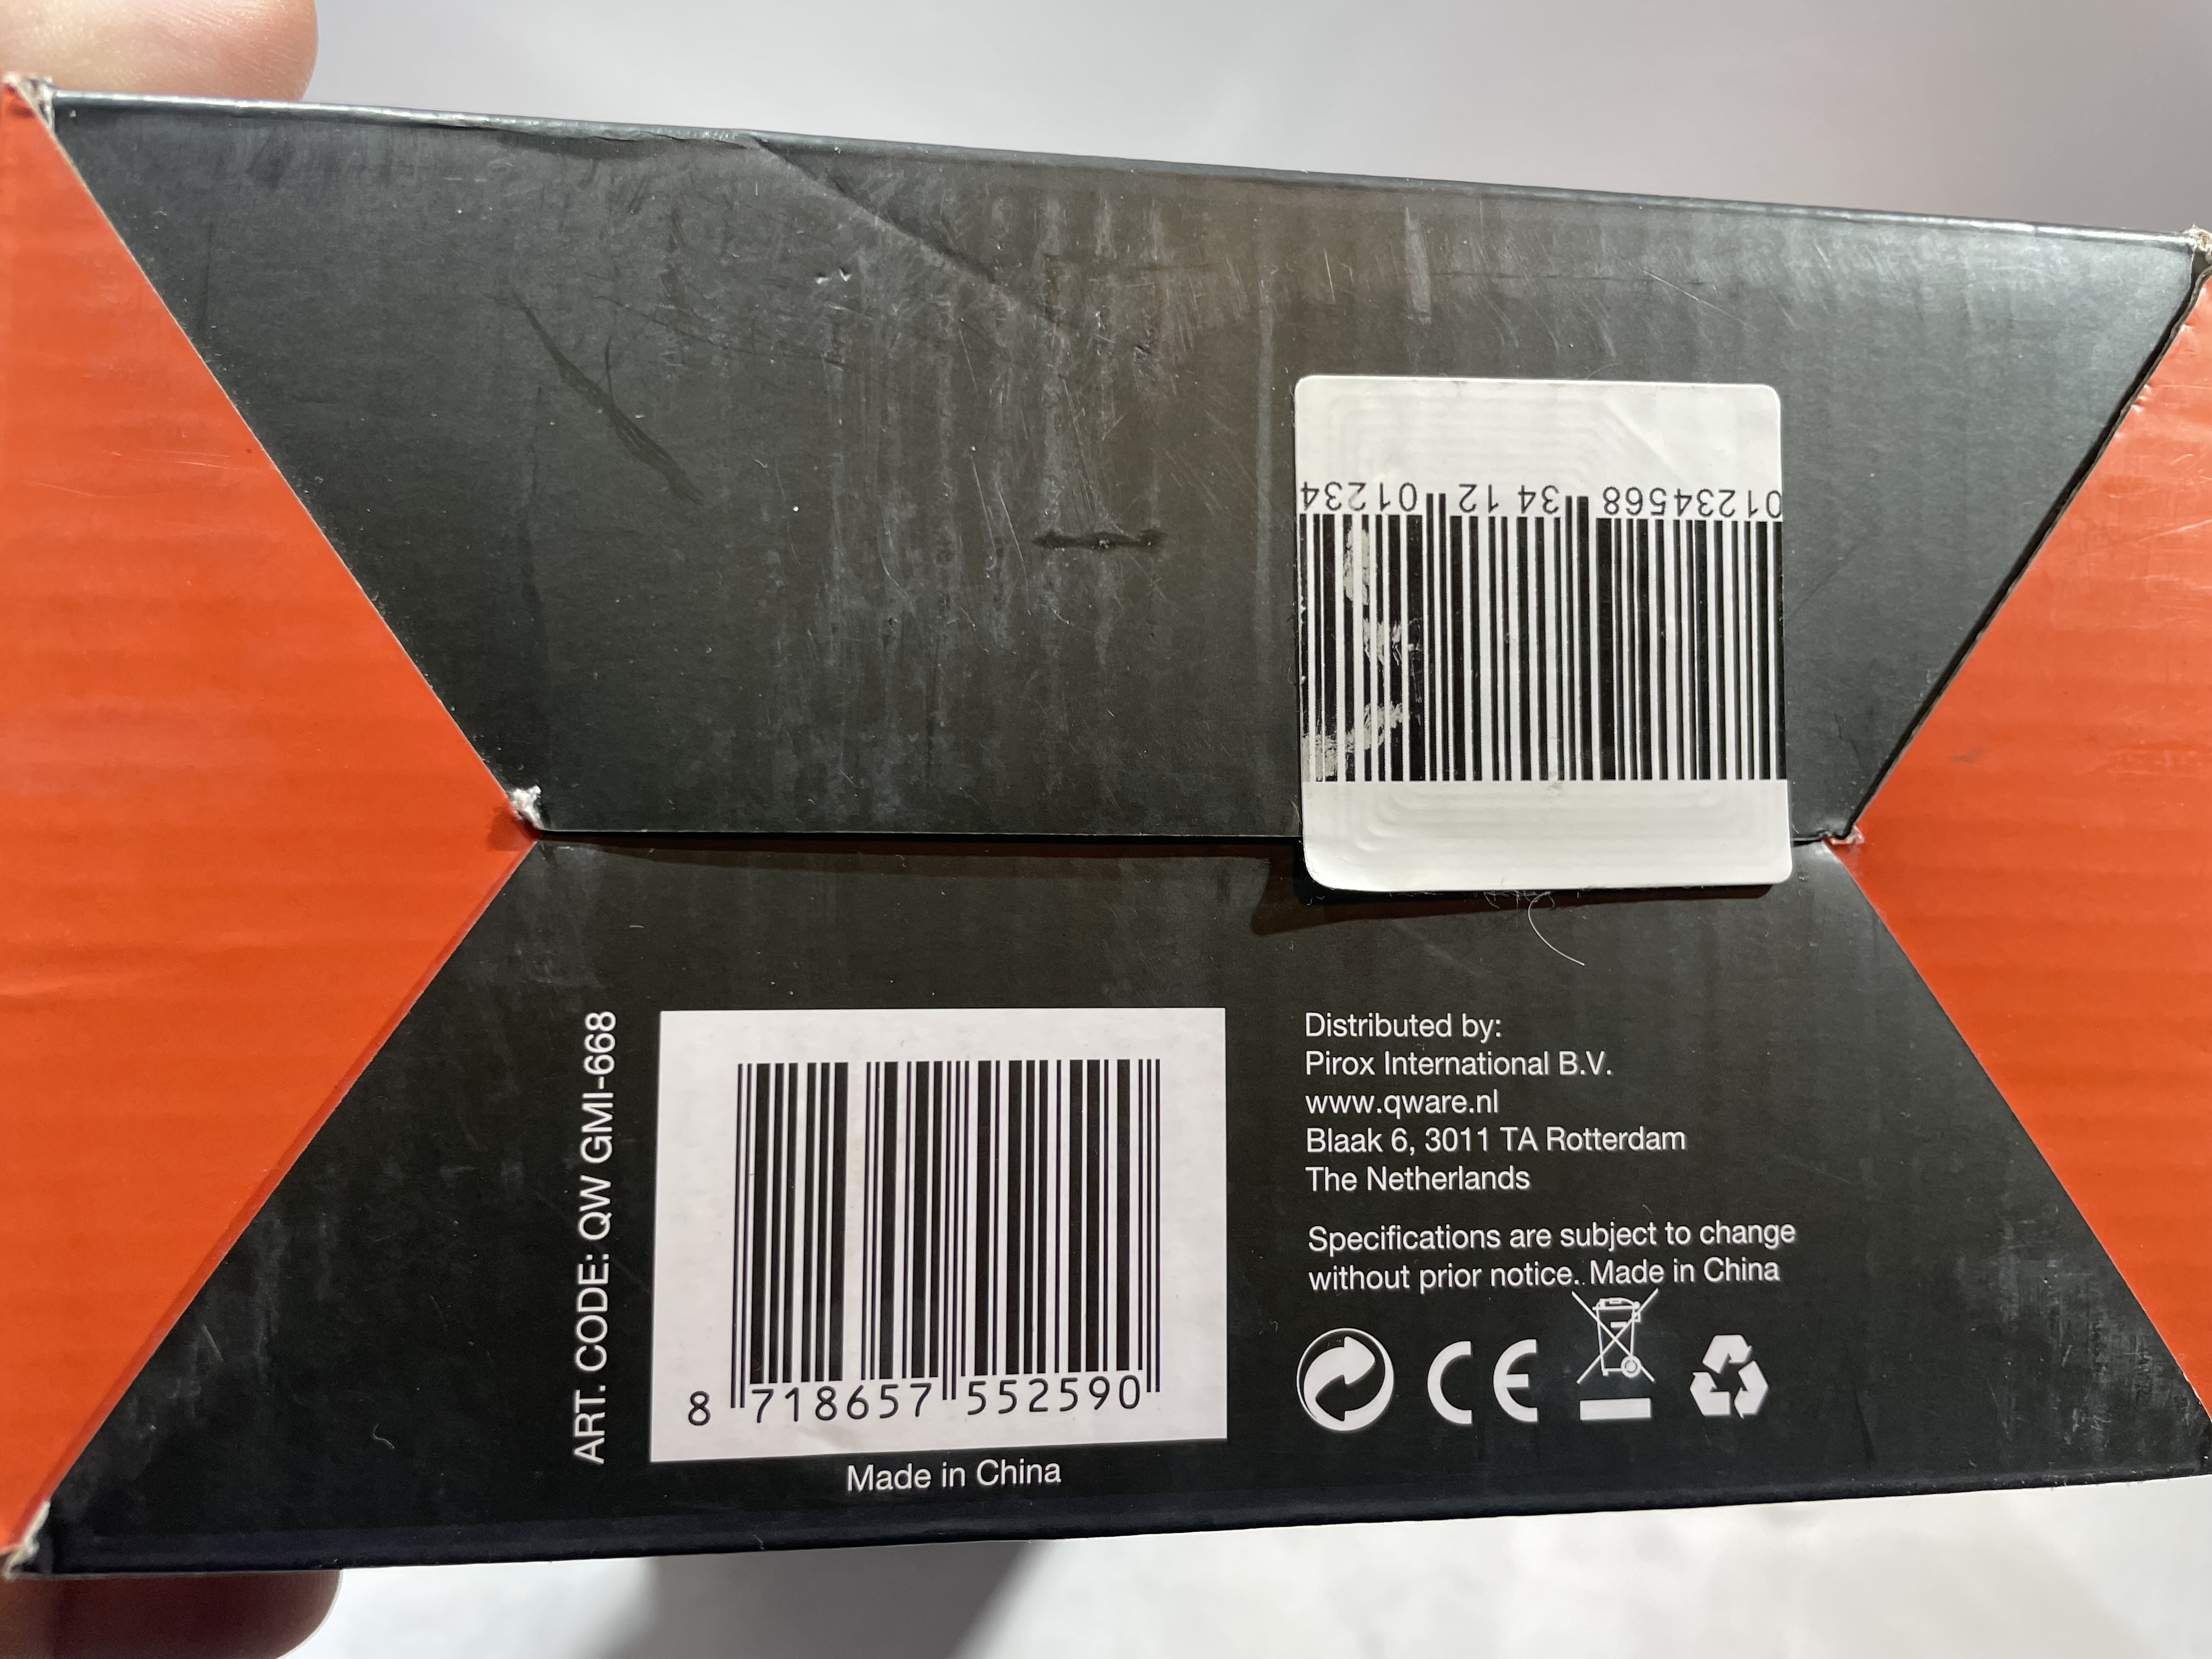 01234568 34 12 01234
ART. CODE: QW GMI-668
8 718657 552590
Made in China
Distributed by:
Pirox International B.V.
www.qware.nl
Blaak 6, 3011 TA Rotterdam
The Netherlands
Specifications are subject to change
without prior notice. Made in China
CE